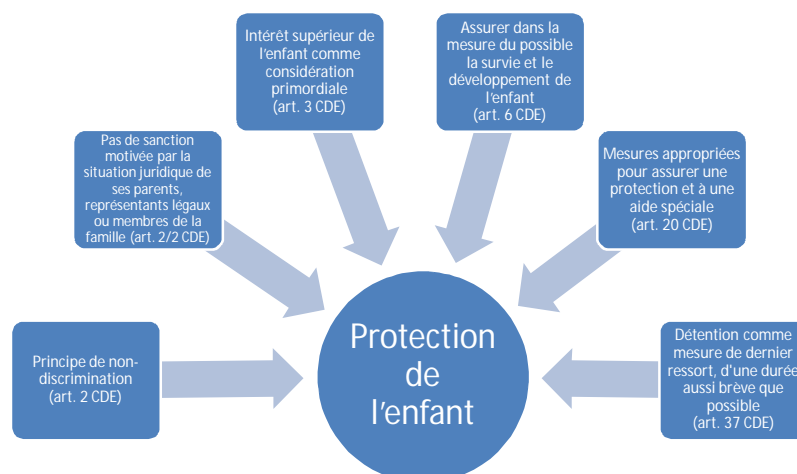 Intérêt supérieur de
l'enfant comme
considération
primordiale
(art. 3 CDE)
Assurer dans la
mesure du possible
la survie et le
développement de
l'enfant
(art. 6 CDE)
Pas de sanction
motivée par la
situation juridique de
ses parents,
représentants légaux
ou membres de la
famille (art. 2/2 CDE)
Mesures appropriées
pour assurer une
protection et à une
aide spéciale
(art. 20 CDE)
Principe de non-
discrimination
(art. 2 CDE)
Protection
de
l'enfant
Détention comme
mesure de dernier
ressort, d'une durée
aussi brève que
possible
(art. 37 CDE)